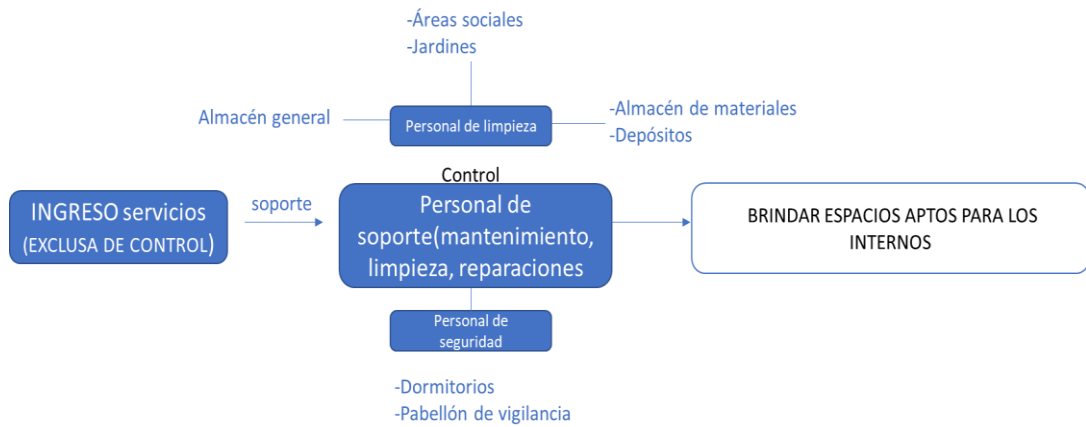 -Áreas sociales
-Jardines
Almacén general
Personal de limpieza
-Almacén de materiales
-Depósitos
Control
INGRESO servicios
(EXCLUSA DE CONTROL)
soporte
Personal de
soporte(mantenimiento,
limpieza, reparaciones
BRINDAR ESPACIOS APTOS PARA LOS
INTERNOS
Personal de
seguridad
-Dormitorios
-Pabellón de vigilancia